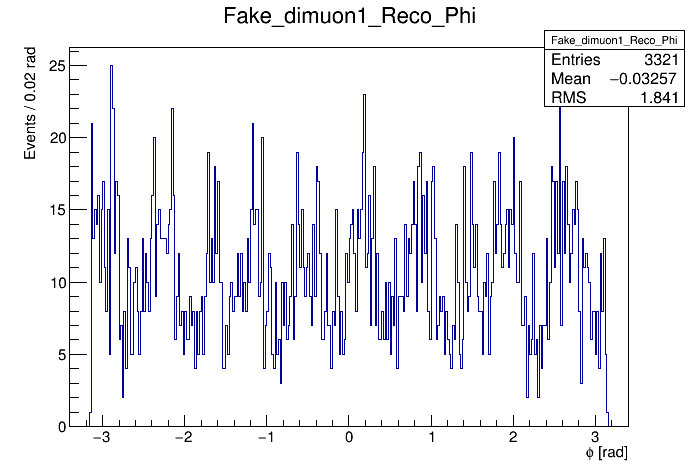 Fake_dimuon1_Reco_Phi
Fake_dimuon1_Reco_Phi
Entries 3321
Mean −0.03257
RMS 1.841
Events / 0.02 rad
25
20
15
10
5
0
−3 −2 −1 0 1 2 3
ϕ [rad]